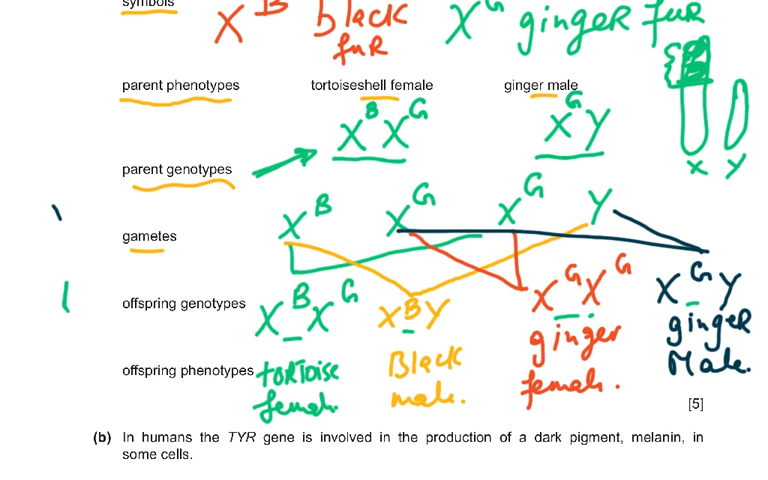 symbols X^B black fur X^G ginger fur
parent phenotypes tortoiseshell female ginger male
X^B X^G X^G Y
X Y
parent genotypes
X^B X^G X^G Y
gametes
offspring genotypes X^B X^G X^B Y X^G X^G X^G Y
offspring phenotypes tortoise female. Black male. ginger female. ginger Male.
[5]
(b) In humans the TYR gene is involved in the production of a dark pigment, melanin, in
some cells.